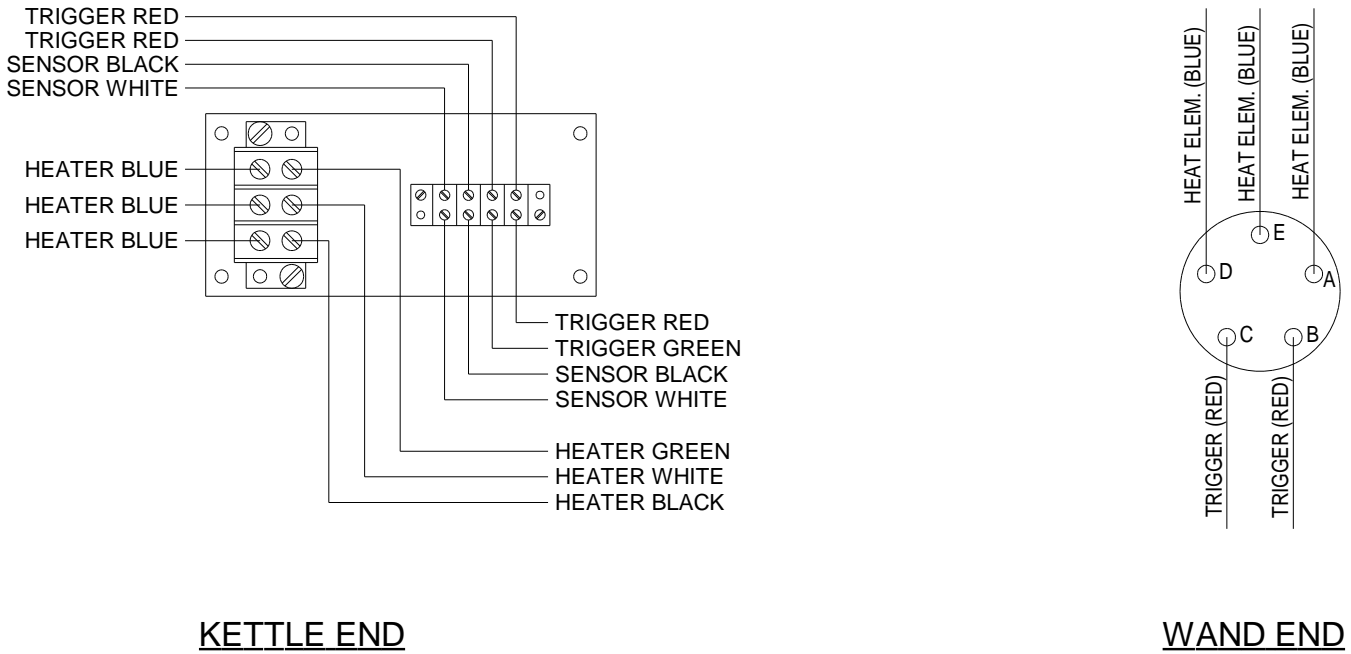 TRIGGER RED
TRIGGER RED
SENSOR BLACK
SENSOR WHITE
HEATER BLUE
HEATER BLUE
HEATER BLUE
TRIGGER RED
TRIGGER GREEN
SENSOR BLACK
SENSOR WHITE
HEATER GREEN
HEATER WHITE
HEATER BLACK
KETTLE END
HEAT ELEM. (BLUE)
HEAT ELEM. (BLUE)
HEAT ELEM. (BLUE)
E
D
A
C
B
TRIGGER (RED)
TRIGGER (RED)
WAND END